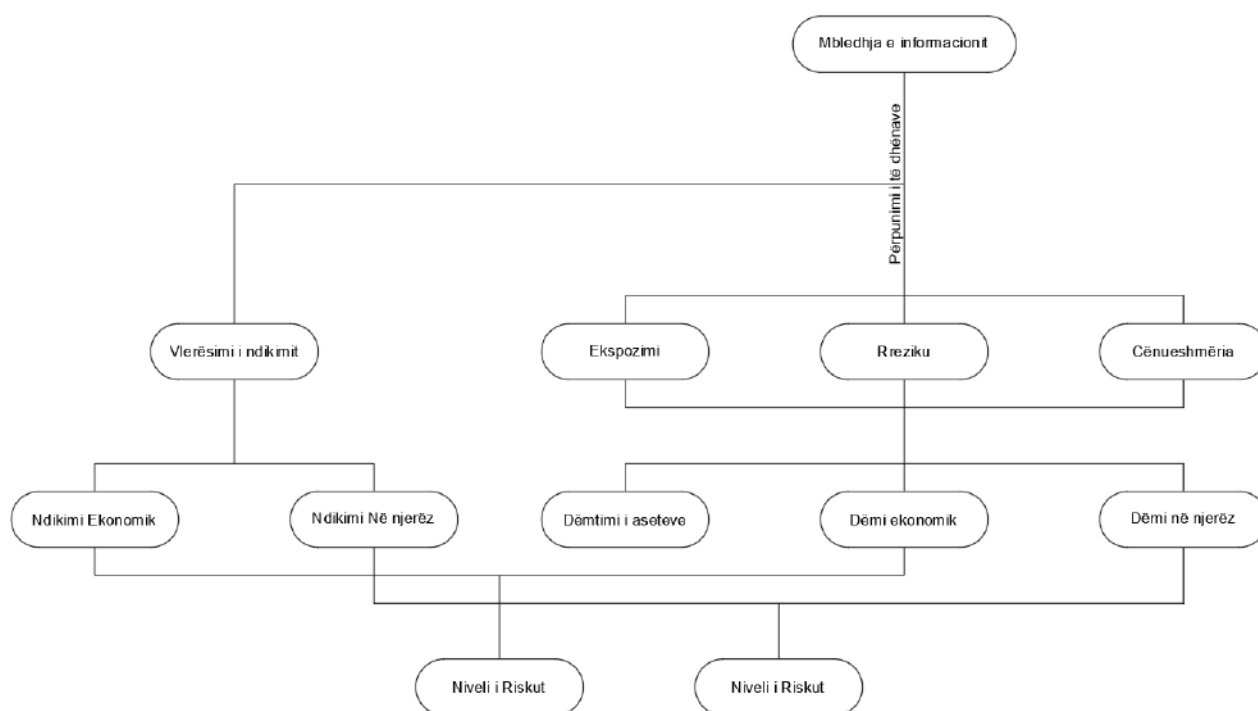 Mbledhja e informacionit
Përpunimi i të dhënave
Vlerësimi i ndikimit
Ekspozimi
Rreziku
Cënueshmëria
Ndikimi Ekonomik
Ndikimi Në njerëz
Dëmtimi i aseteve
Dëmi ekonomik
Dëmi në njerëz
Niveli i Riskut
Niveli i Riskut